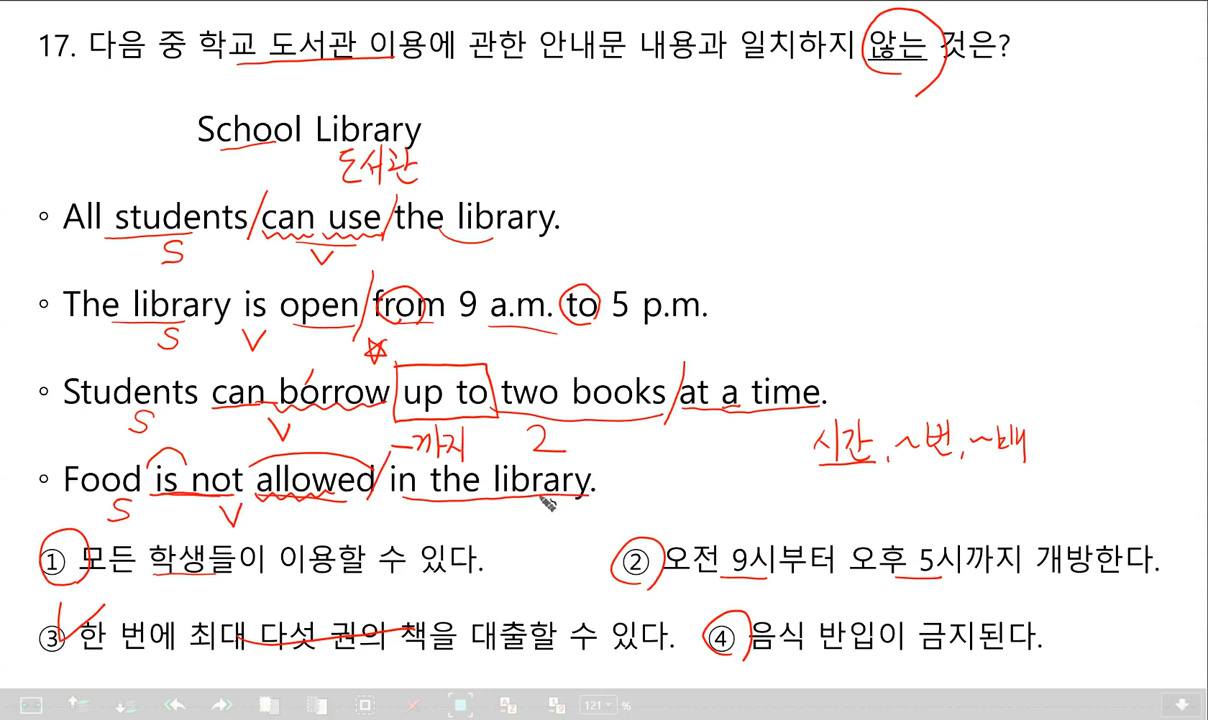 17. 다음 중 학교 도서관 이용에 관한 안내문 내용과 일치하지 않는 것은?
School Library
도서관
◦ All students can use the library.
S V
◦ The library is open from 9 a.m. to 5 p.m.
S V
◦ Students can borrow up to two books at a time.
S V ~까지 2 시간, ~번, ~배
◦ Food is not allowed in the library.
S V
① 모든 학생들이 이용할 수 있다. ② 오전 9시부터 오후 5시까지 개방한다.
③ 한 번에 최대 다섯 권의 책을 대출할 수 있다. ④ 음식 반입이 금지된다.
121 %